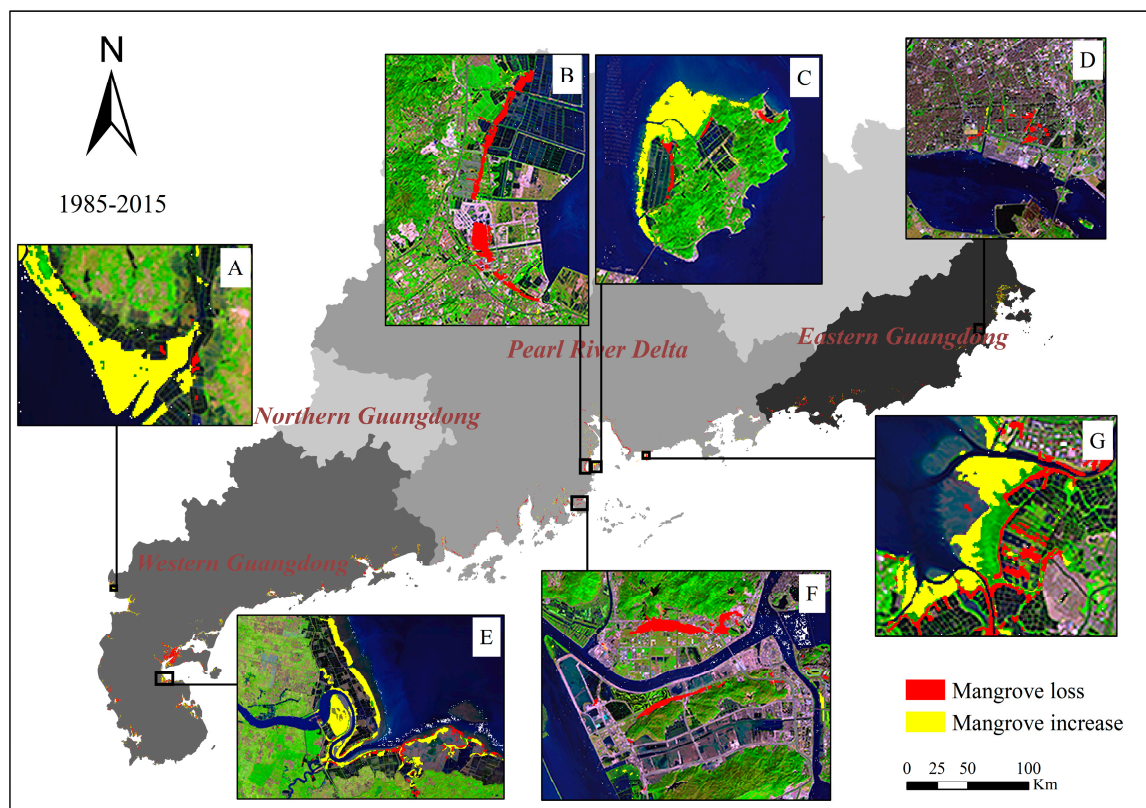 N
1985-2015
A
B
C
D
Pearl River Delta
Eastern Guangdong
Northern Guangdong
Western Guangdong
E
F
G
Mangrove loss
Mangrove increase
0 25 50 100
Km